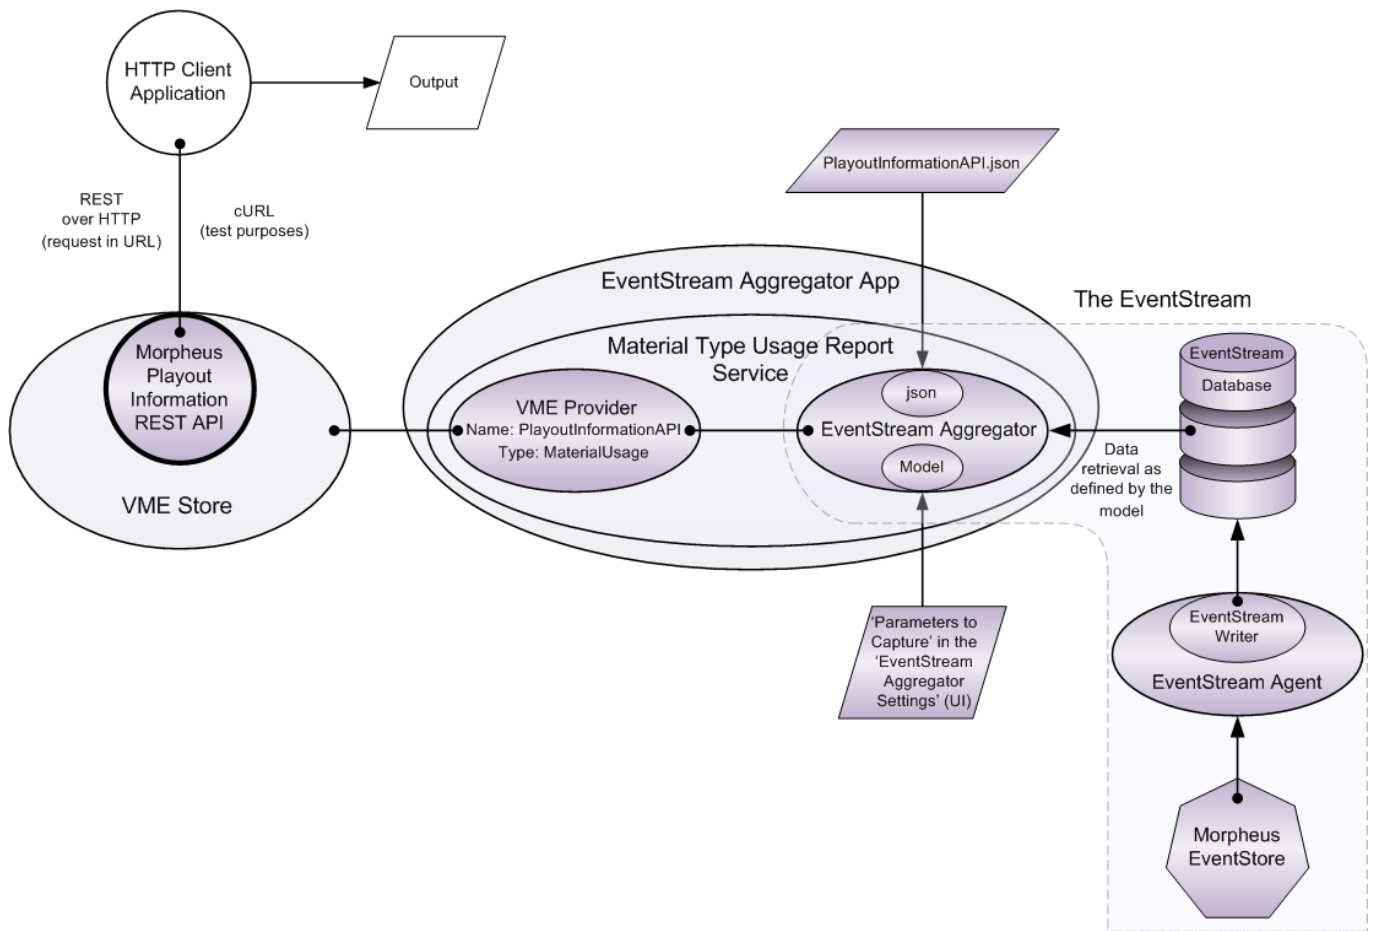 HTTP Client
Application
Output
PlayoutInformationAPI.json
REST
over HTTP
(request in URL)
cURL
(test purposes)
EventStream Aggregator App
The EventStream
Material Type Usage Report
Service
Morpheus
Playout
Information
REST API
VME Store
VME Provider
Name: PlayoutInformationAPI
Type: MaterialUsage
json
EventStream Aggregator
Model
EventStream
Database
Data
retrieval as
defined by the
model
'Parameters to
Capture' in the
'EventStream
Aggregator
Settings' (UI)
EventStream
Writer
EventStream Agent
Morpheus
EventStore